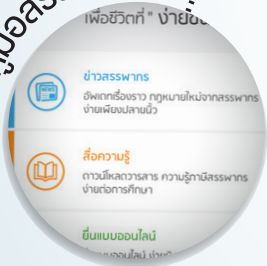 เพื่อชีวิตที่ " ง่าย
ข่าวสรรพากร
อัพเดทเรื่องราว กฎหมายใหม่จากสรรพากร
ง่ายเพียงปลายนิ้ว
สื่อความรู้
ดาวน์โหลดวารสาร ความรู้ภาษีสรรพากร
ง่ายต่อการศึกษา
ยื่นแบบออนไลน์